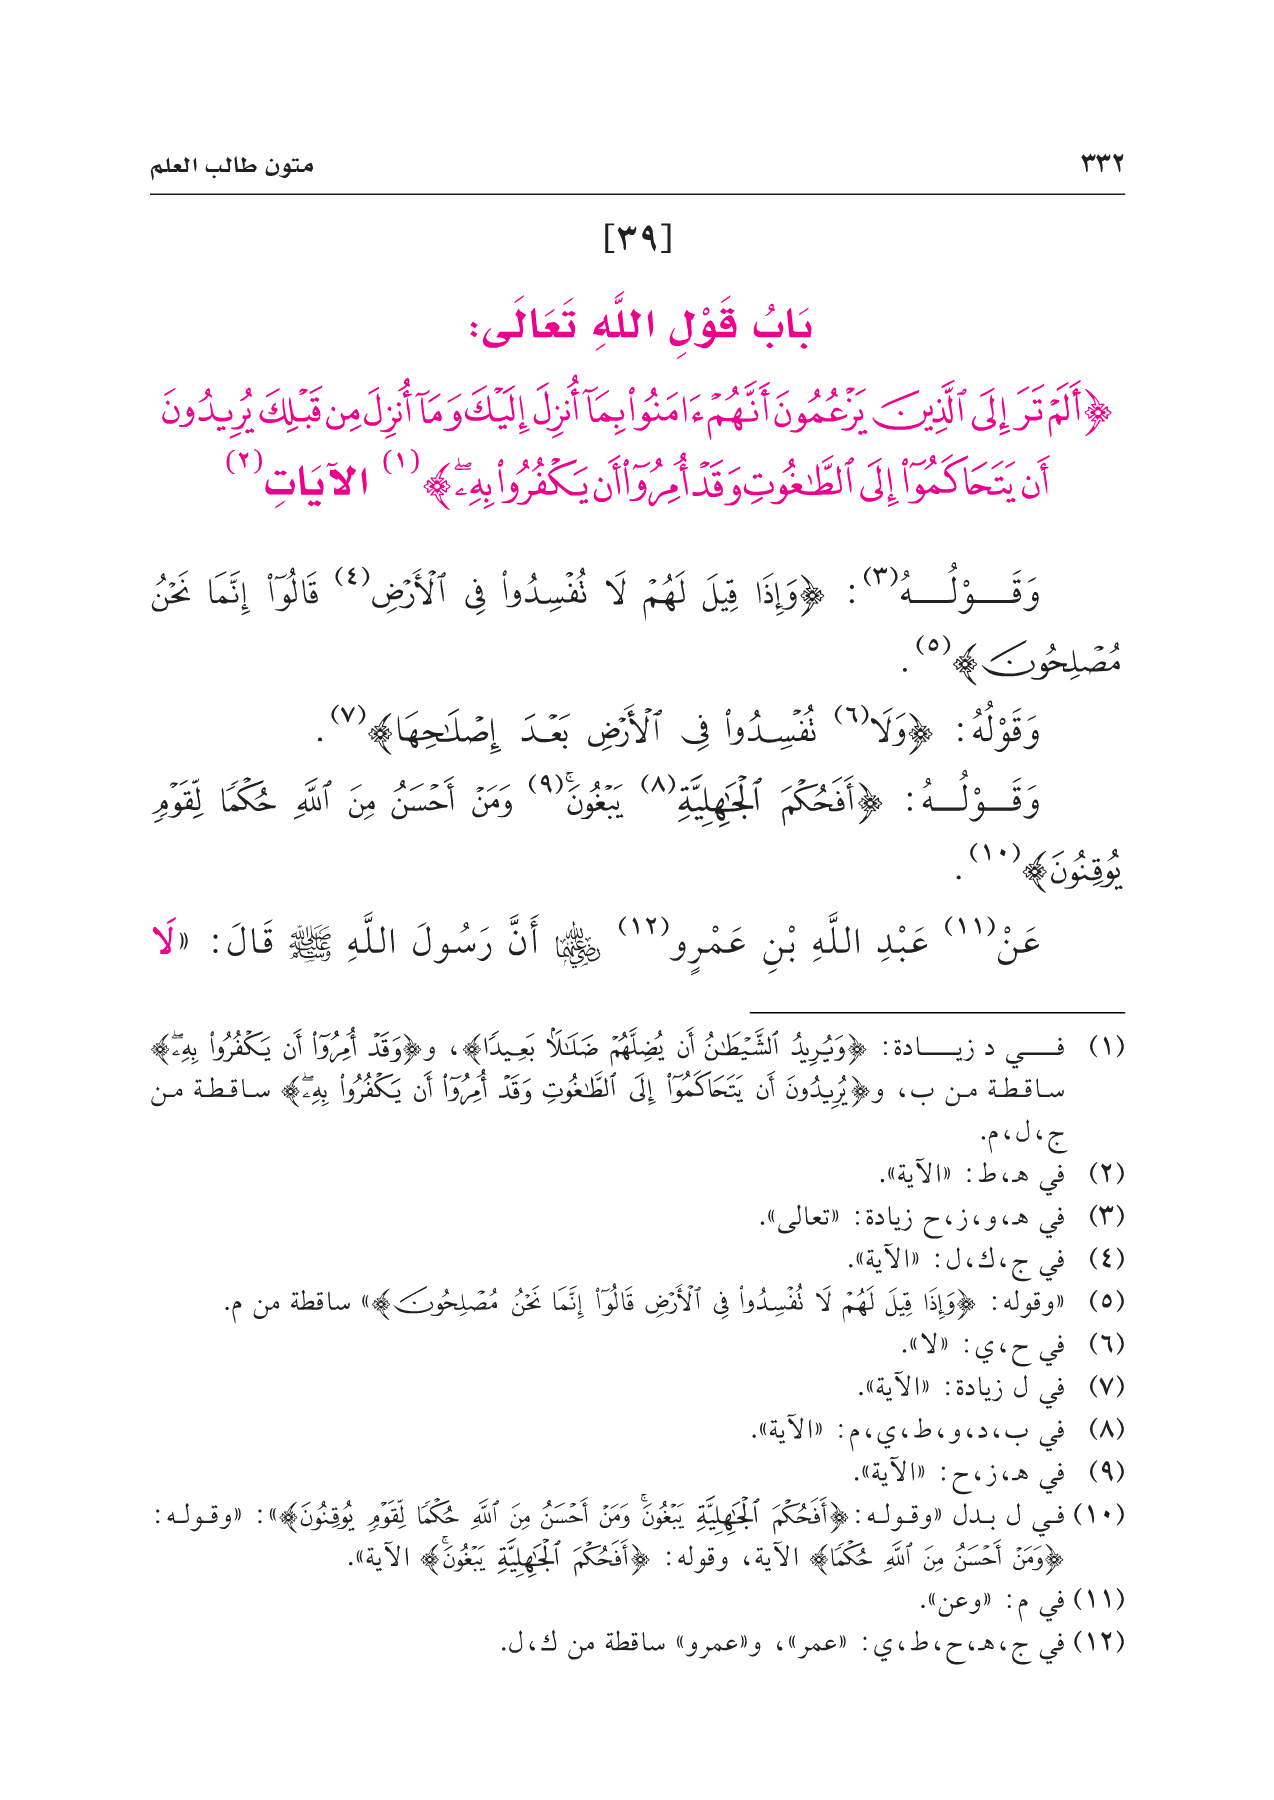 ٣٣٢ متون طالب العلم
[٣٩]
بَابُ قَوْلِ اللَّهِ تَعَالَى:
﴿أَلَمۡ تَرَ إِلَى ٱلَّذِينَ يَزۡعُمُونَ أَنَّهُمۡ ءَامَنُواْ بِمَآ أُنزِلَ إِلَيۡكَ وَمَآ أُنزِلَ مِن قَبۡلِكَ يُرِيدُونَ
أَن يَتَحَاكَمُوٓاْ إِلَى ٱلطَّٰغُوتِ وَقَدۡ أُمِرُوٓاْ أَن يَكۡفُرُواْ بِهِۦۖ﴾(١) الآيَاتِ(٢)
وَقَــوْلُــهُ(٣): ﴿وَإِذَا قِيلَ لَهُمۡ لَا تُفۡسِدُواْ فِي ٱلۡأَرۡضِ(٤) قَالُوٓاْ إِنَّمَا نَحۡنُ
مُصۡلِحُونَ﴾(٥).
وَقَوْلُهُ: ﴿وَلَا(٦) تُفۡسِدُواْ فِي ٱلۡأَرۡضِ بَعۡدَ إِصۡلَٰحِهَا﴾(٧).
وَقَــوْلُــهُ: ﴿أَفَحُكۡمَ ٱلۡجَٰهِلِيَّةِ(٨) يَبۡغُونَۚ(٩) وَمَنۡ أَحۡسَنُ مِنَ ٱللَّهِ حُكۡمٗا لِّقَوۡمٖ
يُوقِنُونَ﴾(١٠).
عَنْ(١١) عَبْدِ اللَّهِ بْنِ عَمْرٍو(١٢) رضي الله عنهما أَنَّ رَسُولَ اللَّهِ ﷺ قَالَ: «لَا
(١) فــي د زيــادة: ﴿وَيُرِيدُ ٱلشَّيۡطَٰنُ أَن يُضِلَّهُمۡ ضَلَٰلَۢا بَعِيدٗا﴾، و﴿وَقَدۡ أُمِرُوٓاْ أَن يَكۡفُرُواْ بِهِۦۖ﴾
ساقطة من ب، و﴿يُرِيدُونَ أَن يَتَحَاكَمُوٓاْ إِلَى ٱلطَّٰغُوتِ وَقَدۡ أُمِرُوٓاْ أَن يَكۡفُرُواْ بِهِۦۖ﴾ ساقطة من
ج، ل، م.
(٢) في هـ، ط: «الآية».
(٣) في هـ، و، ز، ح زيادة: «تعالى».
(٤) في ج، ك، ل: «الآية».
(٥) «وقوله: ﴿وَإِذَا قِيلَ لَهُمۡ لَا تُفۡسِدُواْ فِي ٱلۡأَرۡضِ قَالُوٓاْ إِنَّمَا نَحۡنُ مُصۡلِحُونَ﴾» ساقطة من م.
(٦) في ح، ي: «لا».
(٧) في ل زيادة: «الآية».
(٨) في ب، د، و، ط، ي، م: «الآية».
(٩) في هـ، ز، ح: «الآية».
(١٠) في ل بدل «وقوله: ﴿أَفَحُكۡمَ ٱلۡجَٰهِلِيَّةِ يَبۡغُونَۚ وَمَنۡ أَحۡسَنُ مِنَ ٱللَّهِ حُكۡمٗا لِّقَوۡمٖ يُوقِنُونَ﴾»: «وقوله:
﴿وَمَنۡ أَحۡسَنُ مِنَ ٱللَّهِ حُكۡمٗا﴾ الآية، وقوله: ﴿أَفَحُكۡمَ ٱلۡجَٰهِلِيَّةِ يَبۡغُونَۚ﴾ الآية».
(١١) في م: «وعن».
(١٢) في ج، هـ، ح، ط، ي: «عمر»، و«عمرو» ساقطة من ك، ل.